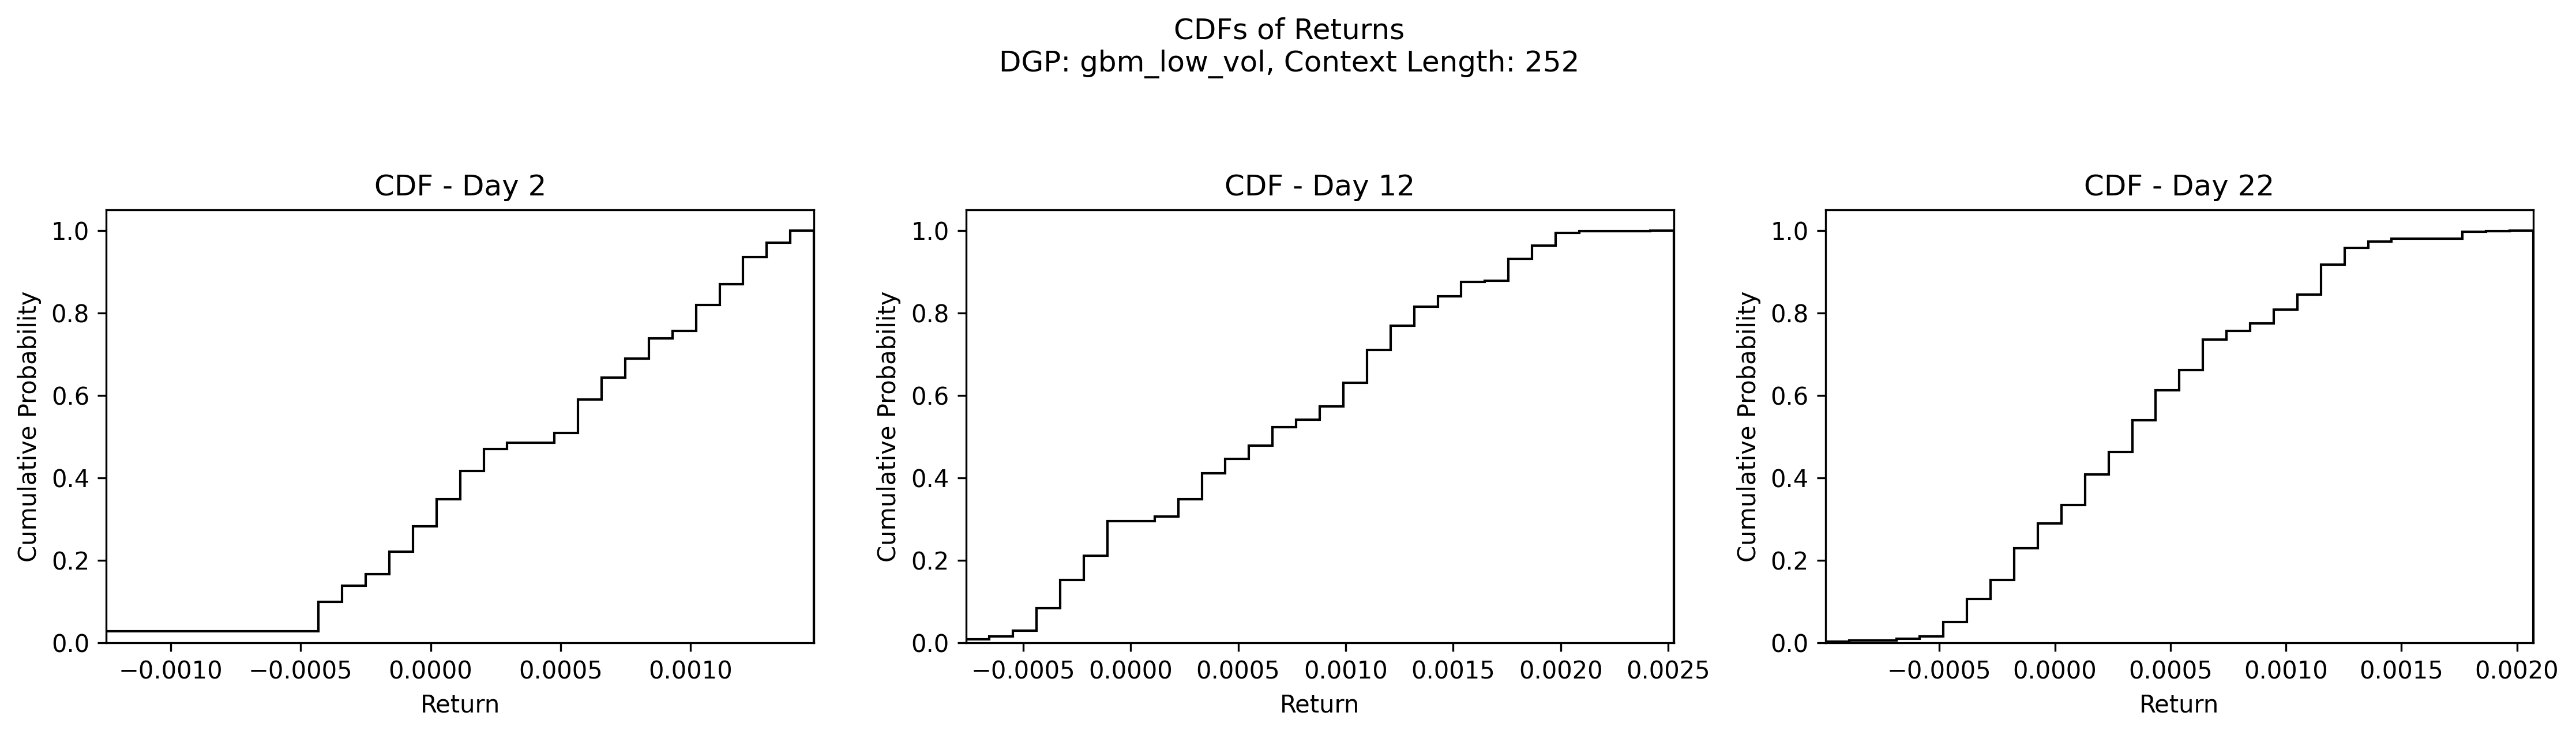 CDFs of Returns
DGP: gbm_low_vol, Context Length: 252
CDF - Day 2
1.0
0.8
0.6
0.4
0.2
0.0
Cumulative Probability
−0.0010 −0.0005 0.0000 0.0005 0.0010
Return
CDF - Day 12
1.0
0.8
0.6
0.4
0.2
0.0
Cumulative Probability
−0.0005 0.0000 0.0005 0.0010 0.0015 0.0020 0.0025
Return
CDF - Day 22
1.0
0.8
0.6
0.4
0.2
0.0
Cumulative Probability
−0.0005 0.0000 0.0005 0.0010 0.0015 0.0020
Return